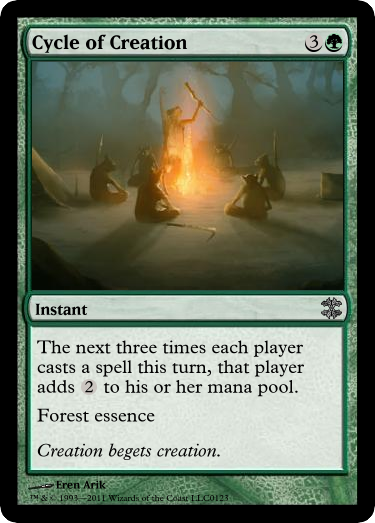 Cycle of Creation 3
Instant
The next three times each player
casts a spell this turn, that player
adds 2 to his or her mana pool.
Forest essence
Creation begets creation.
Eren Arik
™ & © 1993–2011 Wizards of the Coast LLC 0123